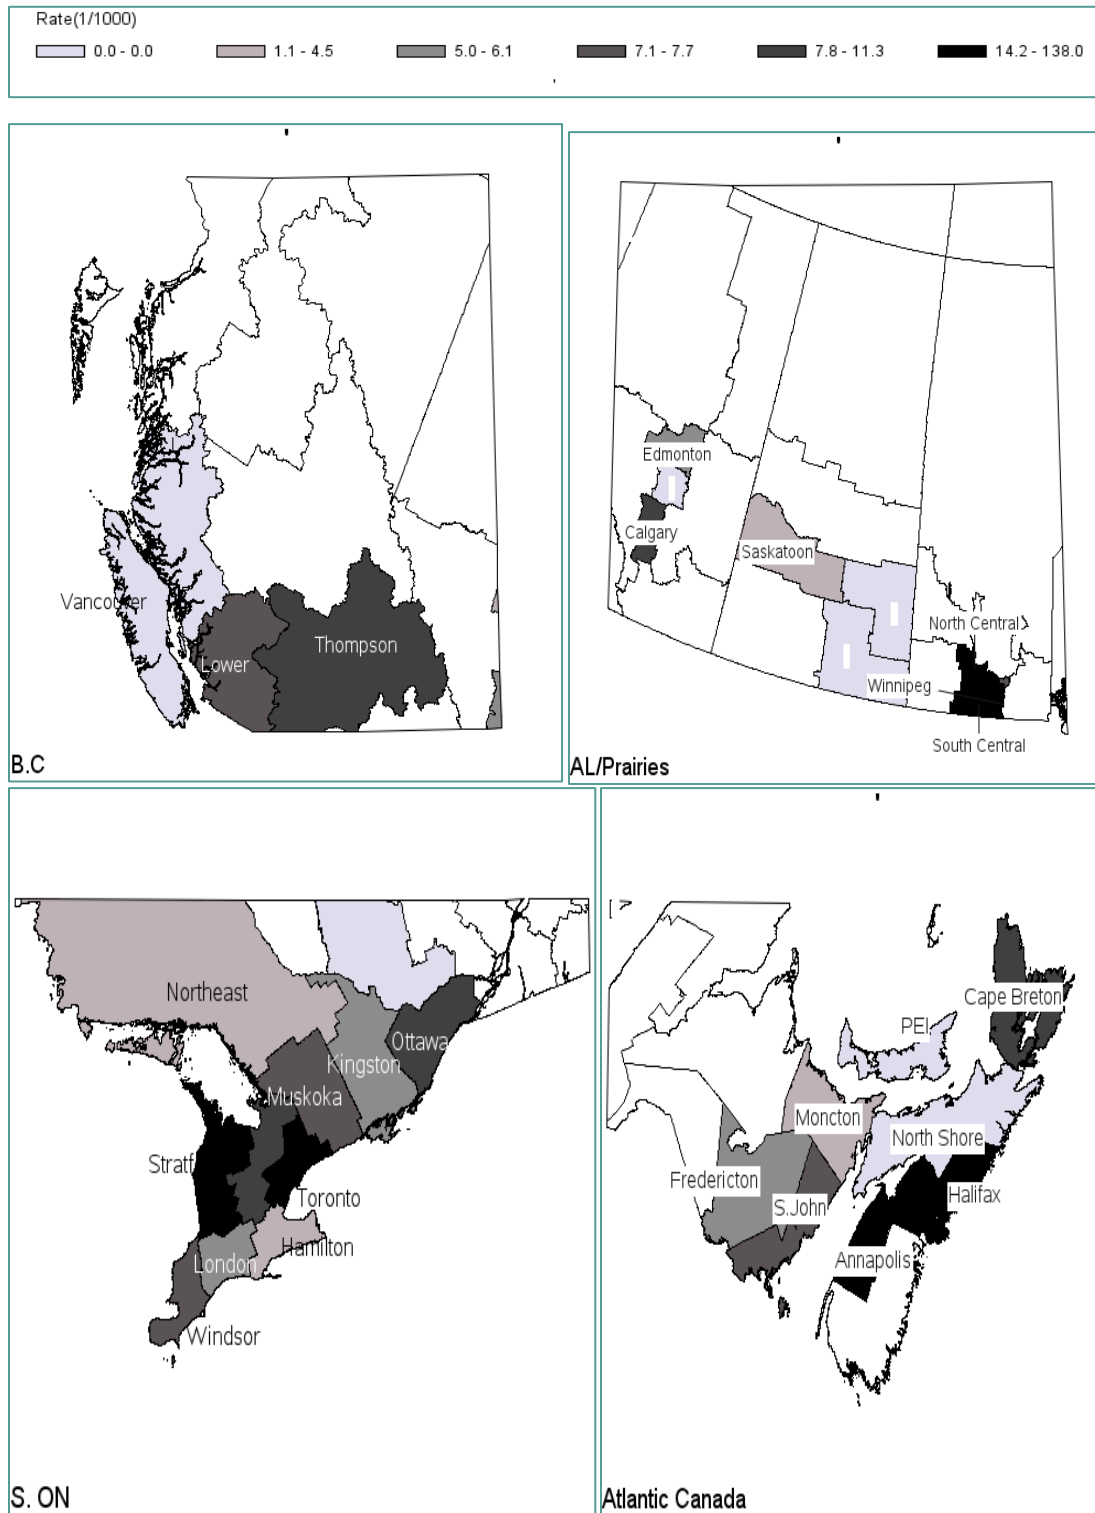 Rate(1/1000)
0.0 - 0.0 1.1 - 4.5 5.0 - 6.1 7.1 - 7.7 7.8 - 11.3 14.2 - 138.0
Vancouver
Lower
Thompson
B.C
Edmonton
Calgary
Saskatoon
North Central
Winnipeg
South Central
AL/Prairies
Northeast
Ottawa
Kingston
Muskoka
Stratf
Toronto
Hamilton
London
Windsor
S. ON
Cape Breton
PEI
Moncton
North Shore
Fredericton
S.John
Halifax
Annapolis
Atlantic Canada